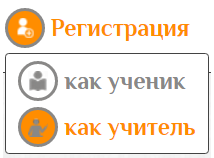 Регистрация
как ученик
как учитель